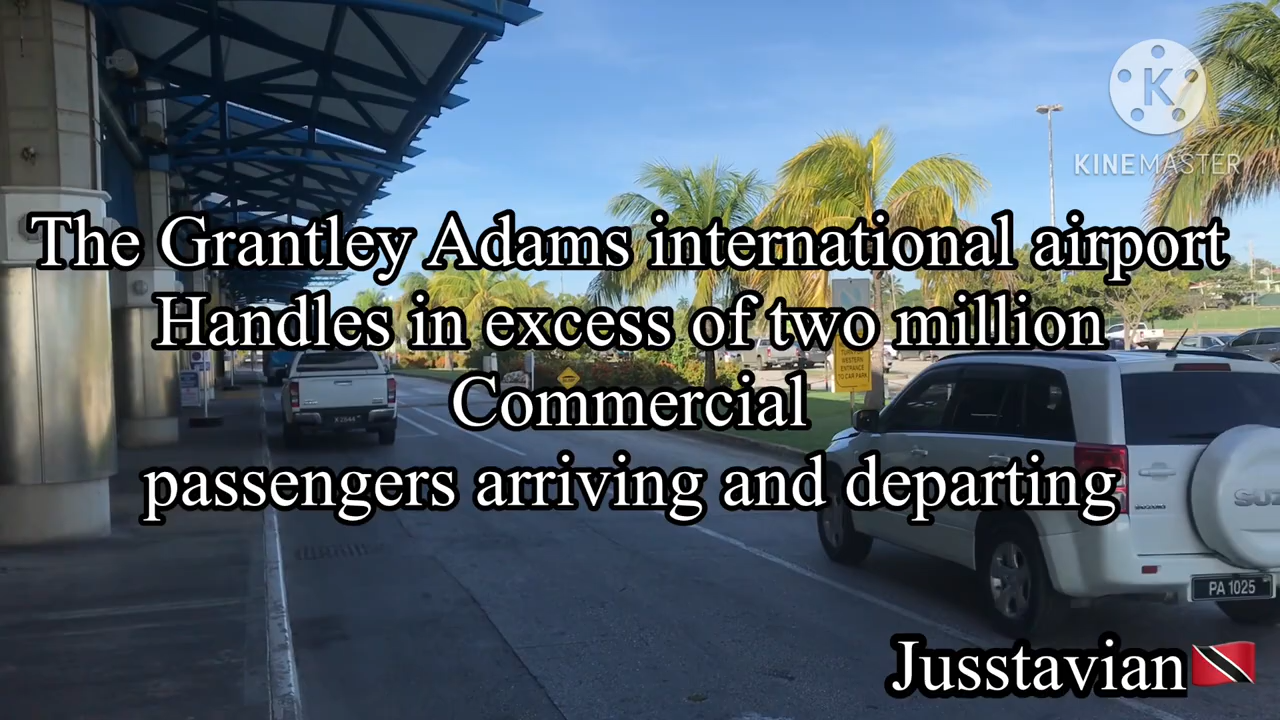 K
KINEMASTER
The Grantley Adams international airport
Handles in excess of two million
Commercial
passengers arriving and departing
WESTERN
ENTRANCE
TO CAR PARK
SUZ
PA 1025
Jusstavian